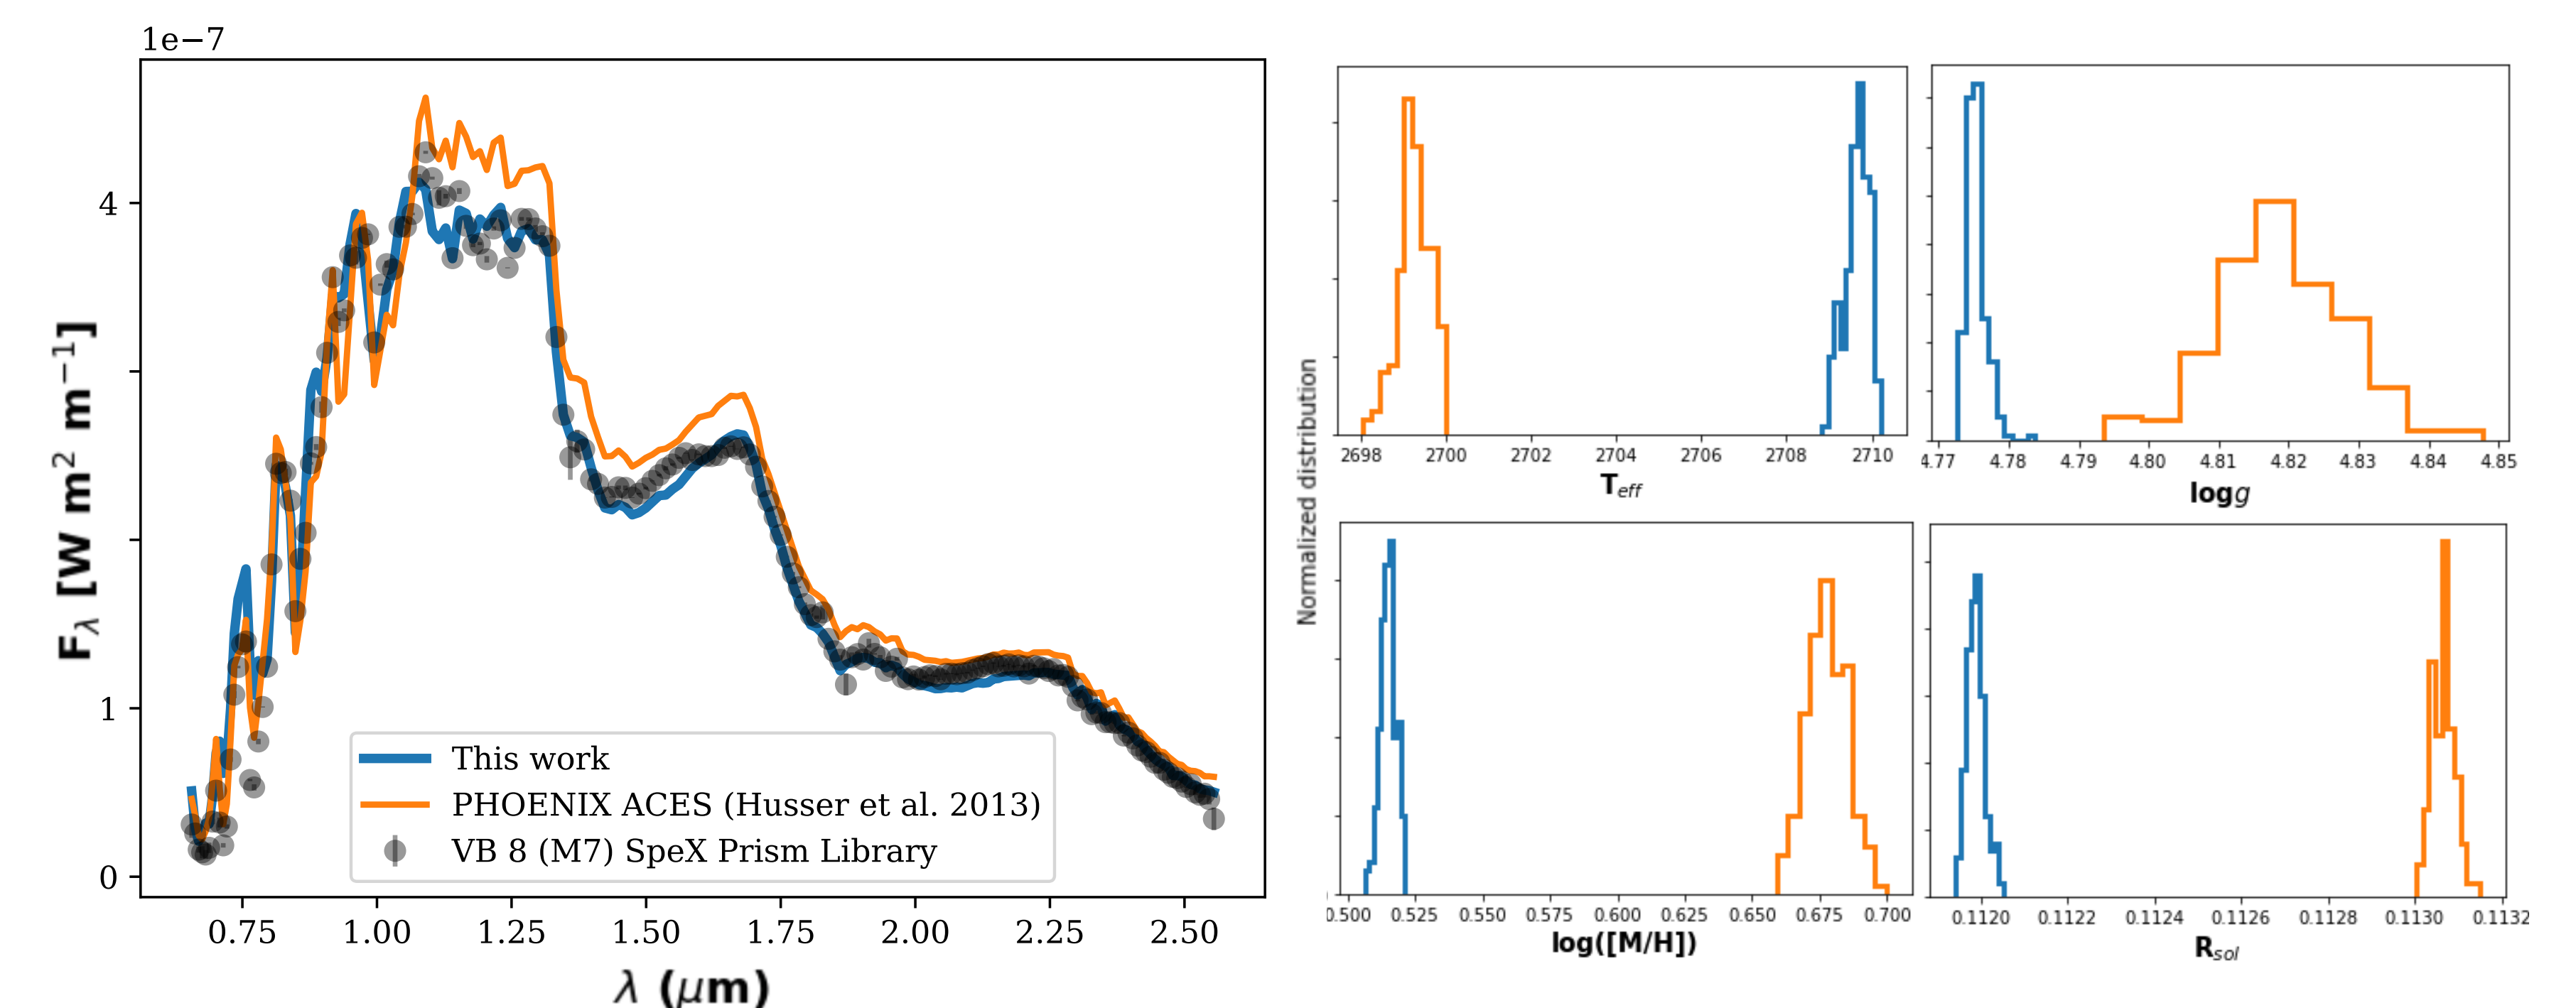 1e−7
4
1
0
F_λ [W m² m⁻¹]
This work
PHOENIX ACES (Husser et al. 2013)
VB 8 (M7) SpeX Prism Library
0.75 1.00 1.25 1.50 1.75 2.00 2.25 2.50
λ (μm)
Normalized distribution
2698 2700 2702 2704 2706 2708 2710
T_eff
4.77 4.78 4.79 4.80 4.81 4.82 4.83 4.84 4.85
logg
0.500 0.525 0.550 0.575 0.600 0.625 0.650 0.675 0.700
log([M/H])
0.1120 0.1122 0.1124 0.1126 0.1128 0.1130 0.1132
R_sol